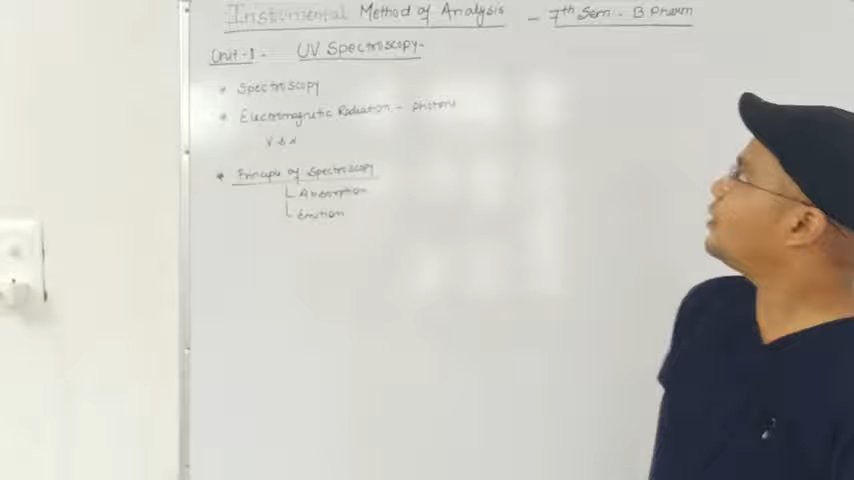 Instrumental Method of Analysis - 7th Sem - B Pharm
Unit-1- UV Spectroscopy-
* Spectroscopy
* Electromagnetic Radiation - photons
* Principle of Spectroscopy
Absorption
Emission